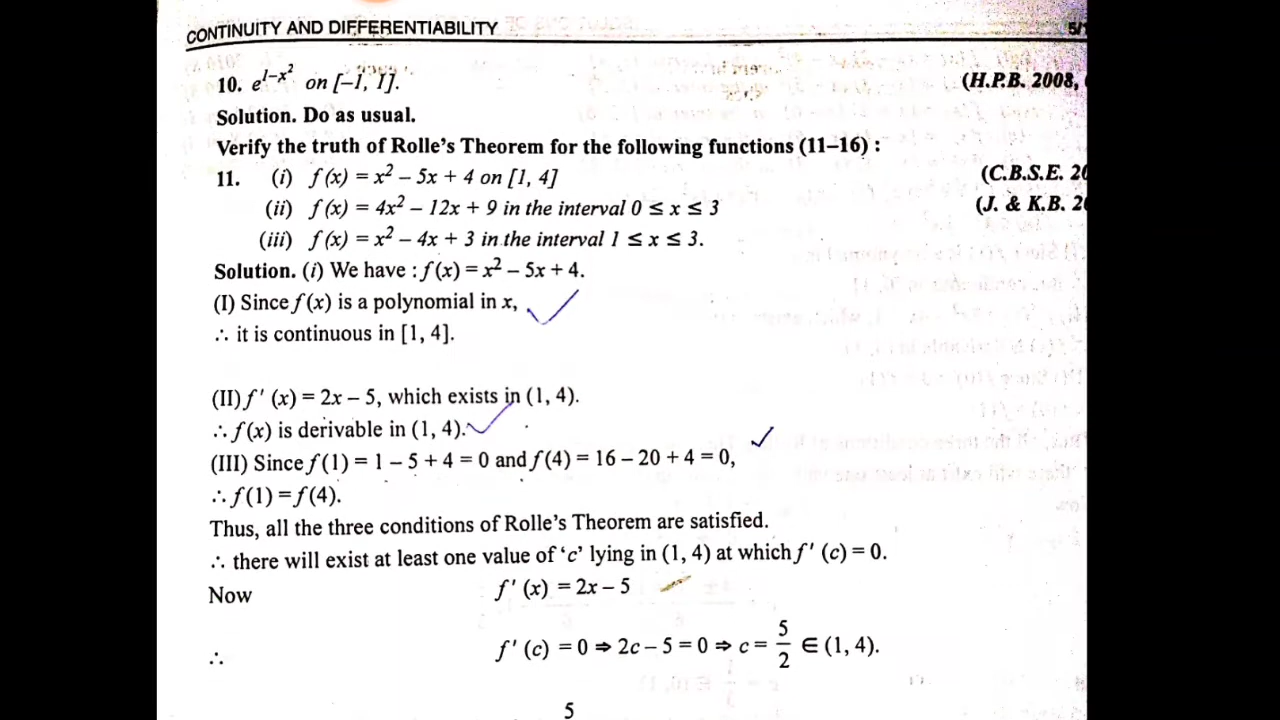 CONTINUITY AND DIFFERENTIABILITY 5/
10. e^{1–x²} on [–1, 1]. (H.P.B. 2008,
Solution. Do as usual.
Verify the truth of Rolle's Theorem for the following functions (11–16) :
11. (i) f(x) = x² – 5x + 4 on [1, 4] (C.B.S.E. 20
(ii) f(x) = 4x² – 12x + 9 in the interval 0 ≤ x ≤ 3 (J. & K.B. 20
(iii) f(x) = x² – 4x + 3 in the interval 1 ≤ x ≤ 3.
Solution. (i) We have : f(x) = x² – 5x + 4.
(I) Since f(x) is a polynomial in x,
∴ it is continuous in [1, 4].
(II) f' (x) = 2x – 5, which exists in (1, 4).
∴ f(x) is derivable in (1, 4).
(III) Since f(1) = 1 – 5 + 4 = 0 and f(4) = 16 – 20 + 4 = 0,
∴ f(1) = f(4).
Thus, all the three conditions of Rolle's Theorem are satisfied.
∴ there will exist at least one value of 'c' lying in (1, 4) at which f' (c) = 0.
Now f' (x) = 2x – 5
∴ f' (c) = 0 ⇒ 2c – 5 = 0 ⇒ c = 5/2 ∈ (1, 4).
5